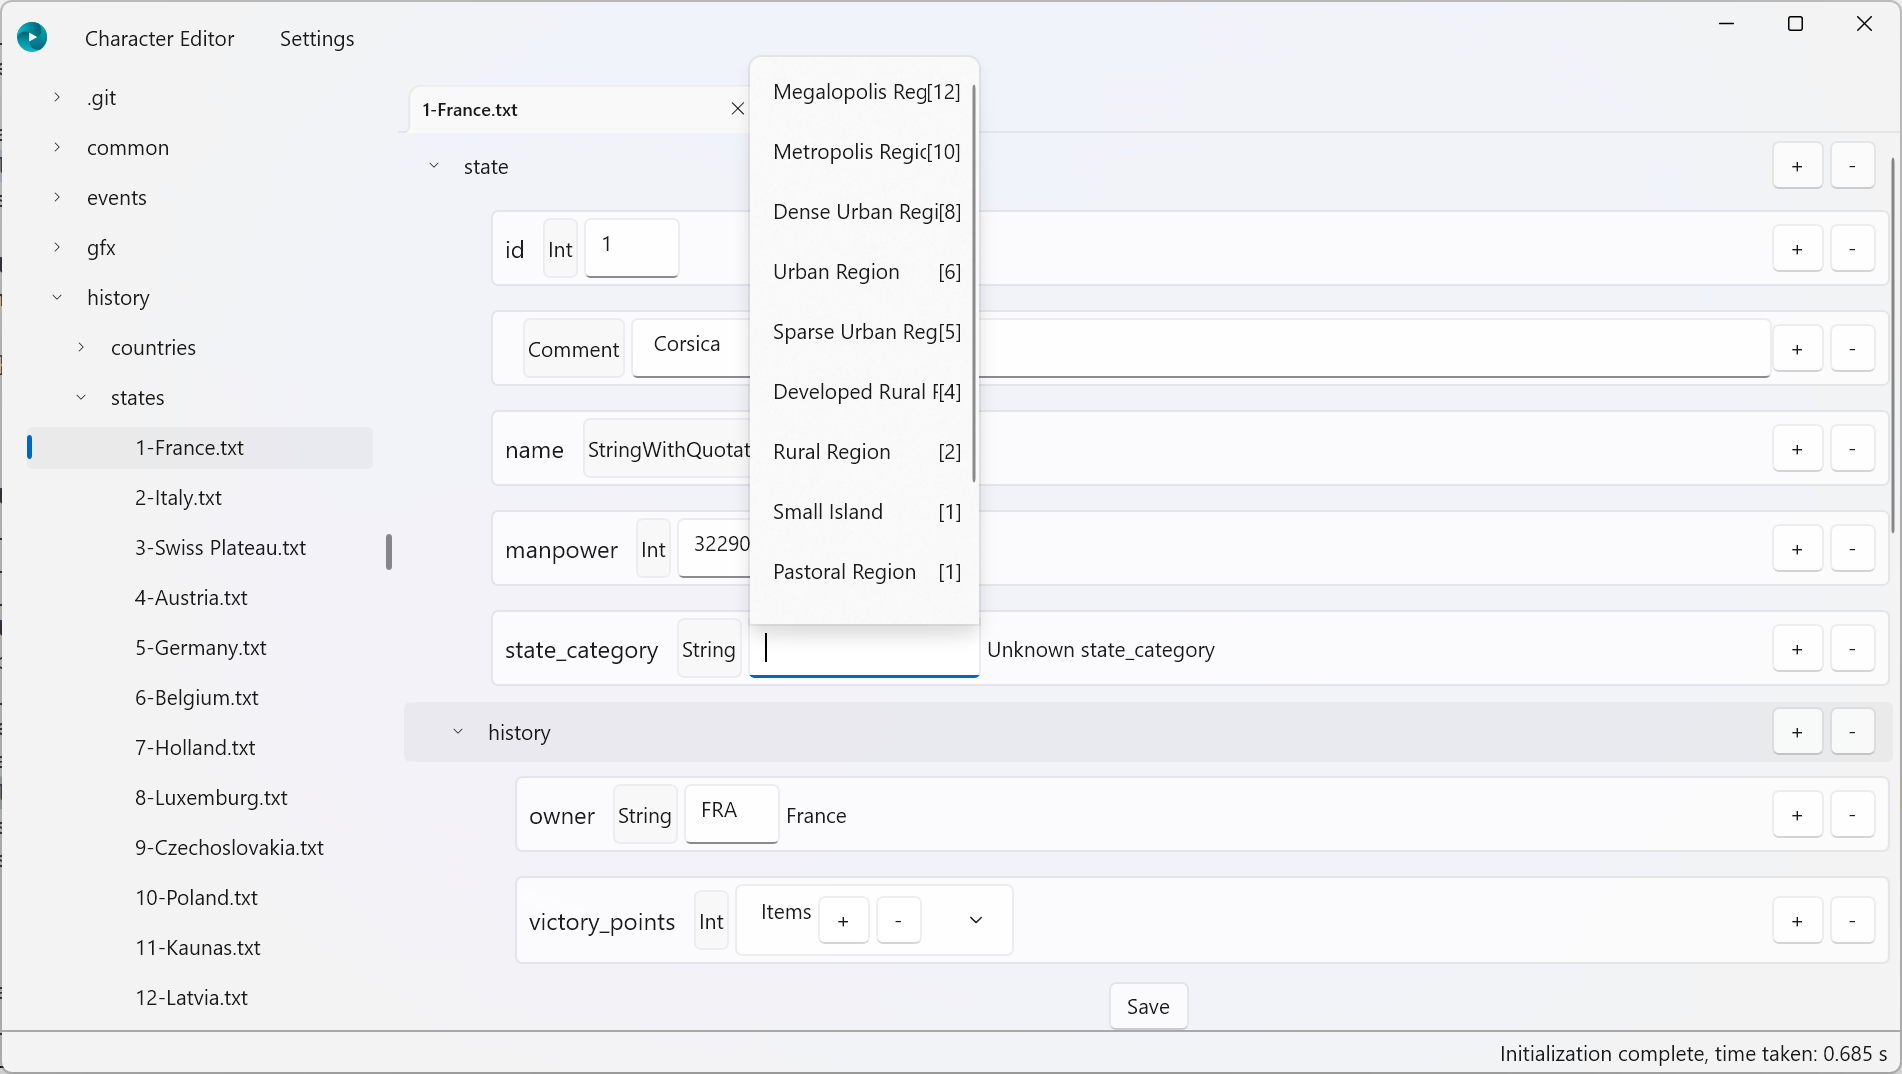 Character Editor Settings
.git
common
events
gfx
history
countries
states
1-France.txt
2-Italy.txt
3-Swiss Plateau.txt
4-Austria.txt
5-Germany.txt
6-Belgium.txt
7-Holland.txt
8-Luxemburg.txt
9-Czechoslovakia.txt
10-Poland.txt
11-Kaunas.txt
12-Latvia.txt
1-France.txt
state + -
id Int 1 + -
Comment Corsica + -
name StringWithQuotat + -
manpower Int 32290 + -
state_category String Unknown state_category + -
Megalopolis Reg[12]
Metropolis Regic[10]
Dense Urban Regi[8]
Urban Region [6]
Sparse Urban Reg[5]
Developed Rural [4]
Rural Region [2]
Small Island [1]
Pastoral Region [1]
history + -
owner String FRA France + -
victory_points Int Items + - + -
Save
Initialization complete, time taken: 0.685 s